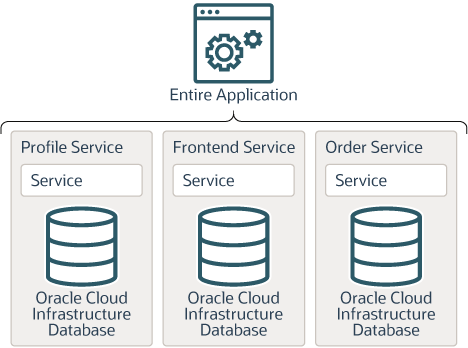 Entire Application
Profile Service
Service
Oracle Cloud
Infrastructure
Database
Frontend Service
Service
Oracle Cloud
Infrastructure
Database
Order Service
Service
Oracle Cloud
Infrastructure
Database